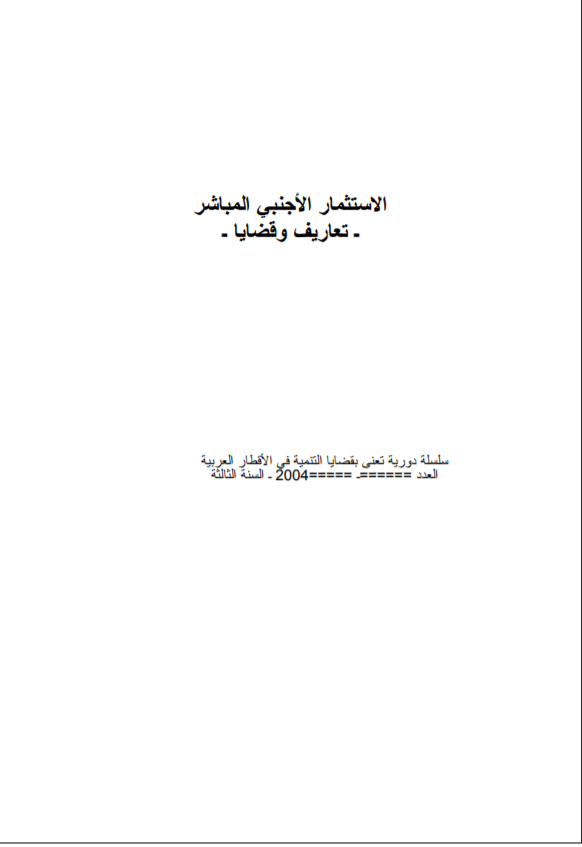 الاستثمار الأجنبي المباشر
- تعاريف وقضايا -
سلسلة دورية تعنى بقضايا التنمية في الأقطار العربية
العدد ======- =====2004 - السنة الثالثة